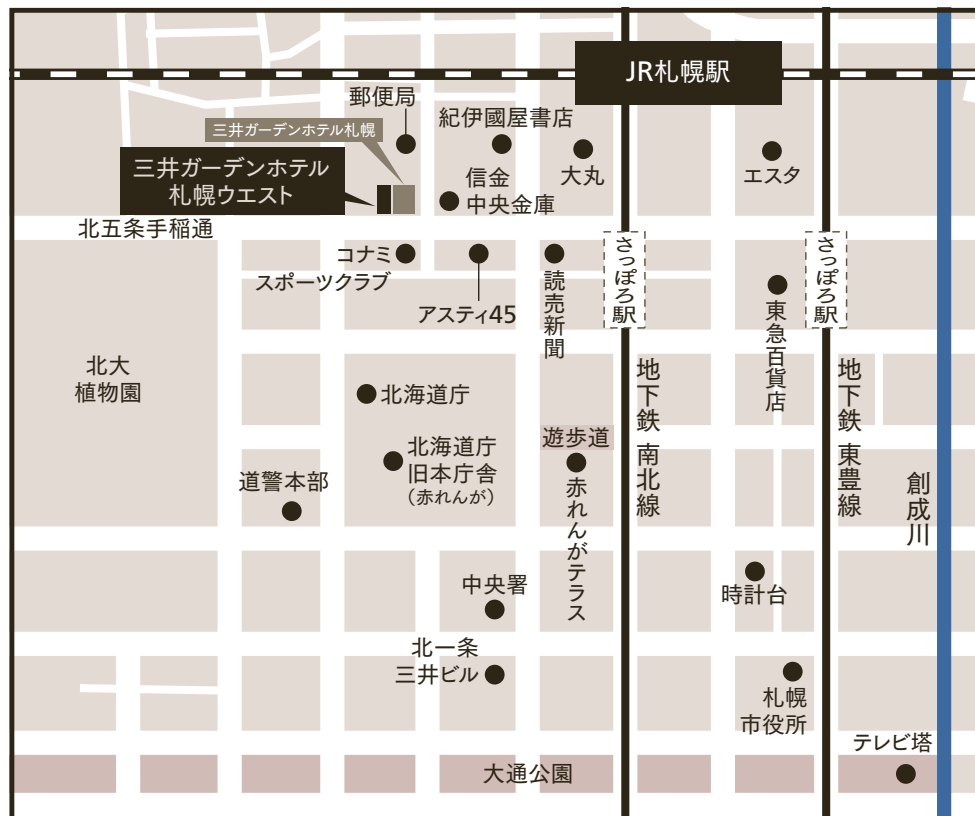 JR札幌駅
郵便局
紀伊國屋書店
三井ガーデンホテル札幌
三井ガーデンホテル
札幌ウエスト
信金
中央金庫
大丸
エスタ
北五条手稲通
コナミ
スポーツクラブ
アスティ45
読売新聞
さっぽろ駅
さっぽろ駅
東急百貨店
北大
植物園
北海道庁
地下鉄 南北線
地下鉄 東豊線
北海道庁
旧本庁舎
(赤れんが)
遊歩道
赤れんがテラス
道警本部
創成川
中央署
時計台
北一条
三井ビル
札幌
市役所
テレビ塔
大通公園